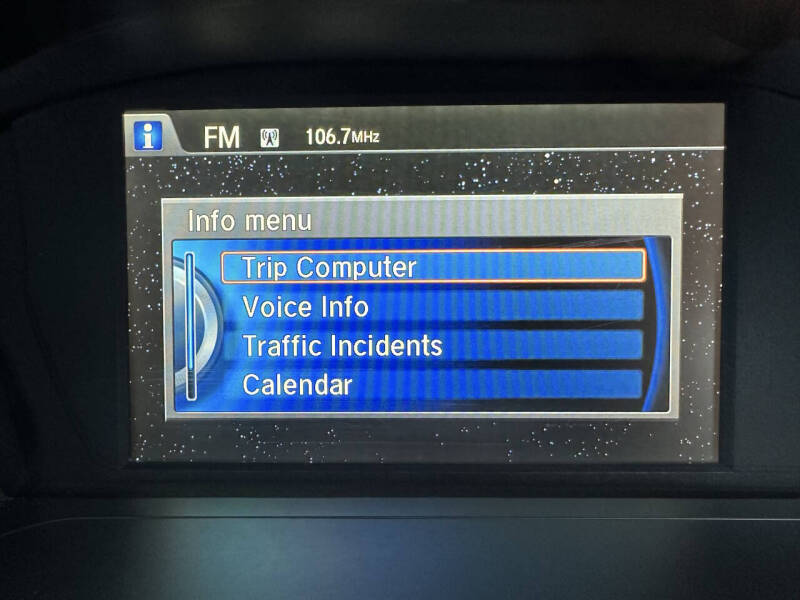 i FM 106.7MHz
Info menu
Trip Computer
Voice Info
Traffic Incidents
Calendar